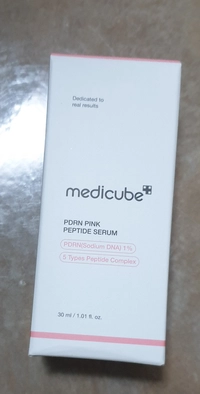 Dedicated to
real results
medicube
PDRN PINK
PEPTIDE SERUM
PDRN(Sodium DNA) 1%
5 Types Peptide Complex
30 ml / 1.01 fl. oz.